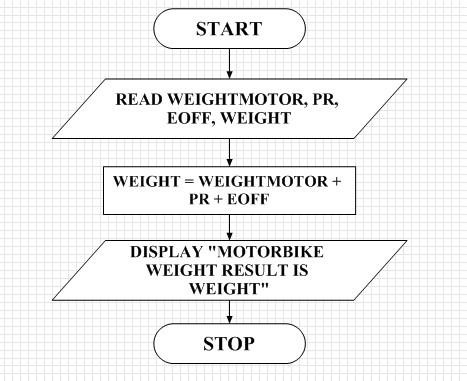 START
READ WEIGHTMOTOR, PR,
EOFF, WEIGHT
WEIGHT = WEIGHTMOTOR +
PR + EOFF
DISPLAY "MOTORBIKE
WEIGHT RESULT IS
WEIGHT"
STOP